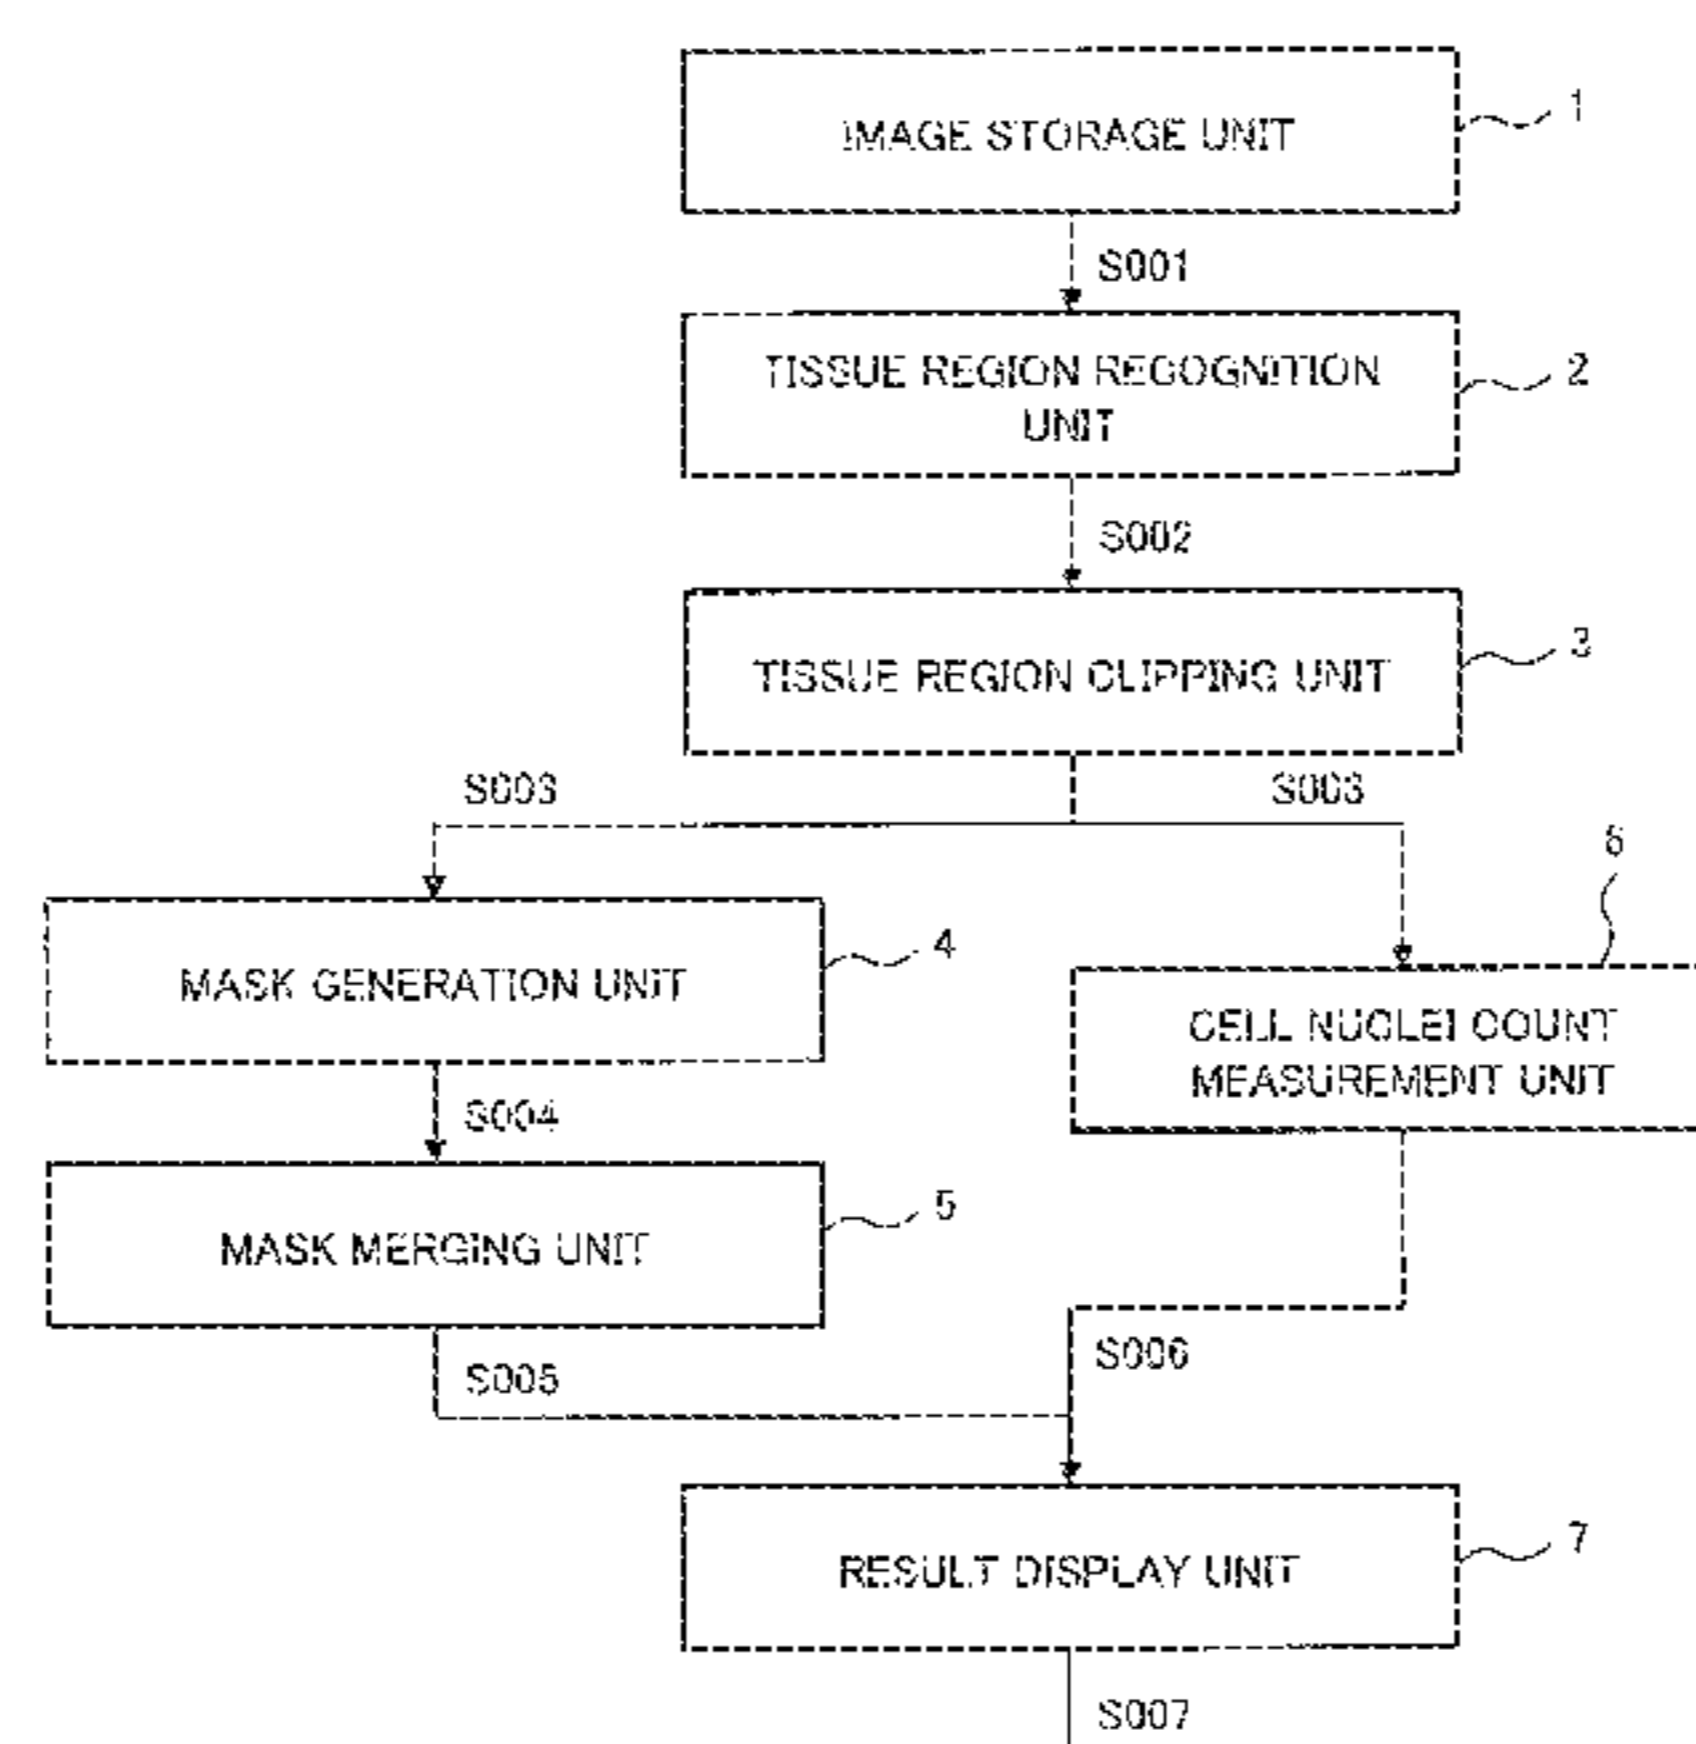 IMAGE STORAGE UNIT
1
S001
TISSUE REGION RECOGNITION
UNIT
2
S002
TISSUE REGION CLIPPING UNIT
3
S003
S003
6
MASK GENERATION UNIT
4
CELL NUCLEI COUNT
MEASUREMENT UNIT
S004
MASK MERGING UNIT
5
S006
S005
RESULT DISPLAY UNIT
7
S007